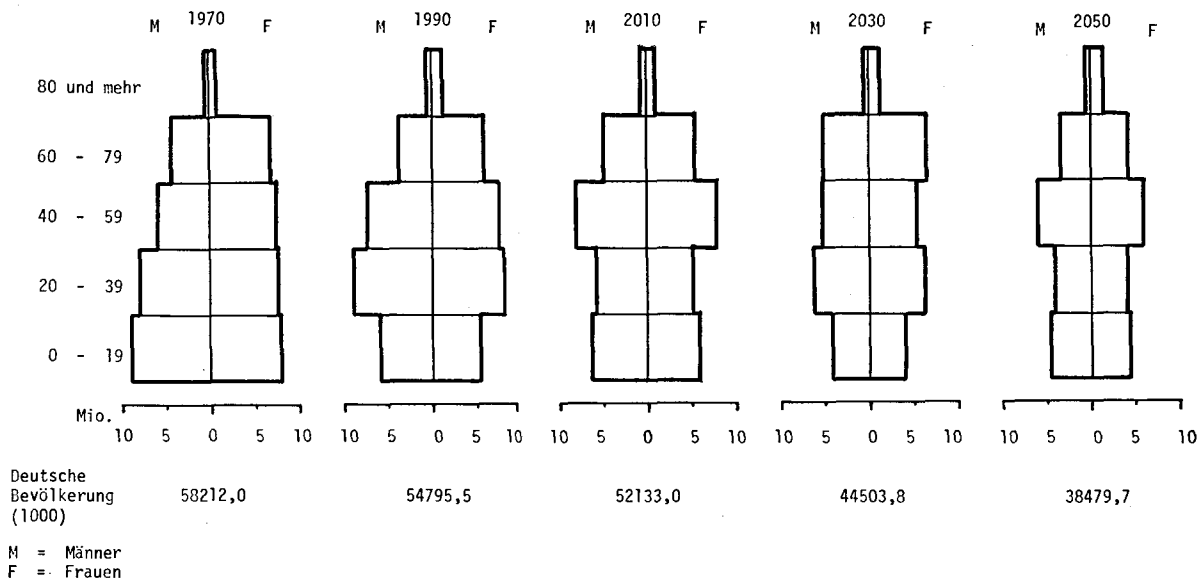 1970 1990 2010 2030 2050
M F M F M F M F M F
80 und mehr
60 - 79
40 - 59
20 - 39
0 - 19
Mio.
10 5 0 5 10 10 5 0 5 10 10 5 0 5 10 10 5 0 5 10 10 5 0 5 10
Deutsche
Bevölkerung 58212,0 54795,5 52133,0 44503,8 38479,7
(1000)
M = Männer
F = Frauen